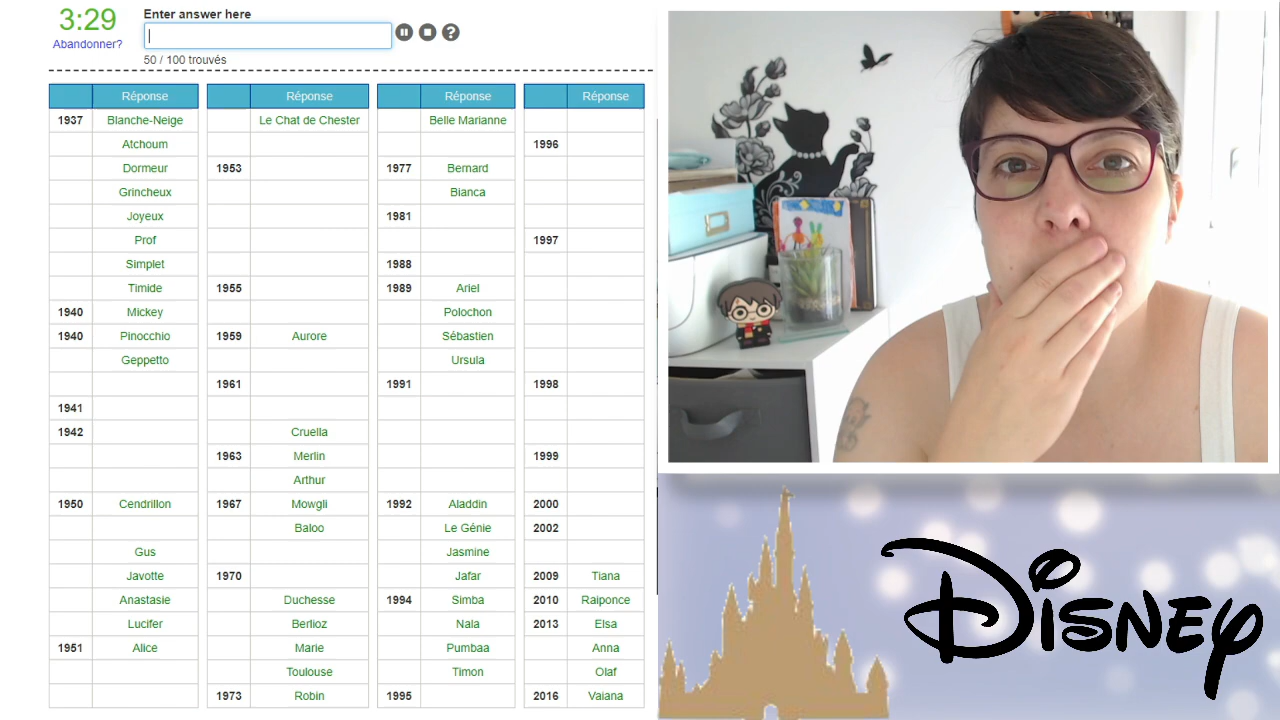 3:29
Abandonner?
Enter answer here
50 / 100 trouvés
Réponse
1937 Blanche-Neige
Atchoum
Dormeur
Grincheux
Joyeux
Prof
Simplet
Timide
1940 Mickey
1940 Pinocchio
Geppetto
1941
1942
1950 Cendrillon
Gus
Javotte
Anastasie
Lucifer
1951 Alice
Réponse
Le Chat de Chester
1953
1955
1959 Aurore
1961
Cruella
1963 Merlin
Arthur
1967 Mowgli
Baloo
1970
Duchesse
Berlioz
Marie
Toulouse
1973 Robin
Réponse
Belle Marianne
1977 Bernard
Bianca
1981
1988
1989 Ariel
Polochon
Sébastien
Ursula
1991
1992 Aladdin
Le Génie
Jasmine
Jafar
1994 Simba
Nala
Pumbaa
Timon
1995
Réponse
1996
1997
1998
1999
2000
2002
2009 Tiana
2010 Raiponce
2013 Elsa
Anna
Olaf
2016 Vaiana
Disney